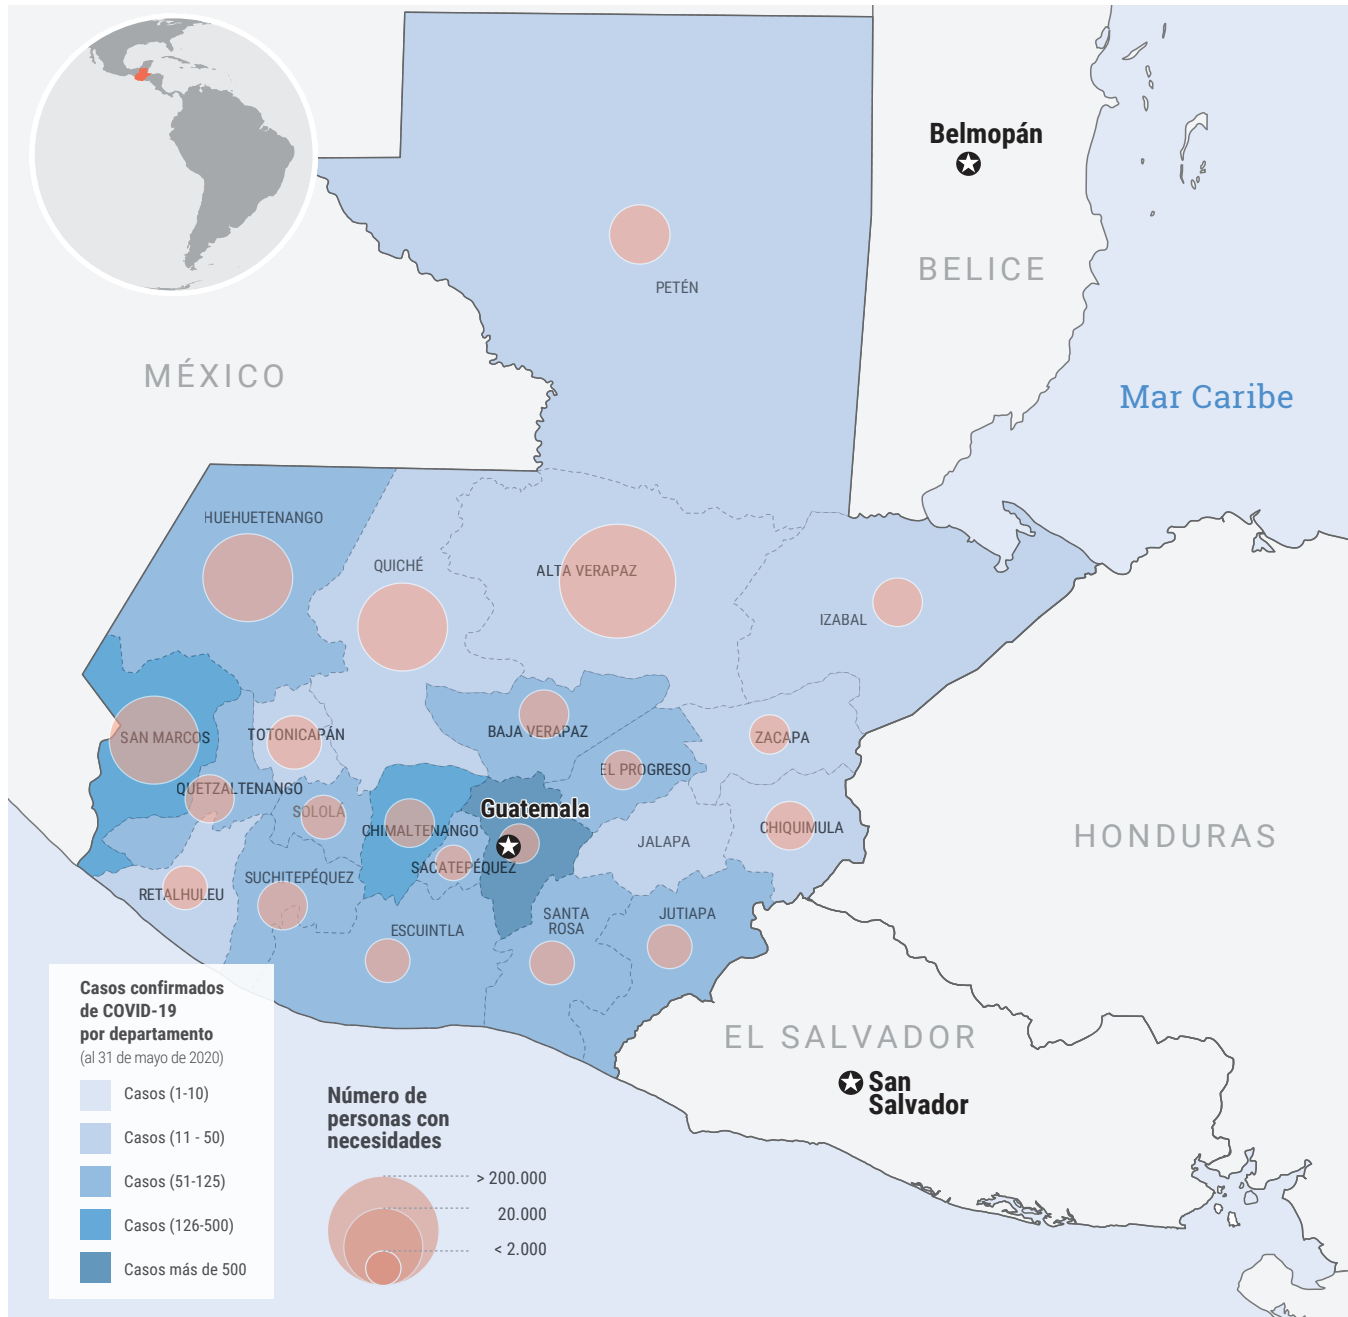 Belmopán
BELICE
PETÉN
MÉXICO
Mar Caribe
HUEHUETENANGO
QUICHÉ
ALTA VERAPAZ
IZABAL
SAN MARCOS
TOTONICAPÁN
BAJA VERAPAZ
ZACAPA
EL PROGRESO
QUETZALTENANGO
SOLOLÁ
Guatemala
CHIMALTENANGO
CHIQUIMULA
JALAPA
HONDURAS
SACATEPÉQUEZ
SUCHITEPÉQUEZ
RETALHULEU
ESCUINTLA
SANTA
ROSA
JUTIAPA
EL SALVADOR
San
Salvador
Casos confirmados
de COVID-19
por departamento
(al 31 de mayo de 2020)
Casos (1-10)
Casos (11 - 50)
Casos (51-125)
Casos (126-500)
Casos más de 500
Número de
personas con
necesidades
> 200.000
20.000
< 2.000